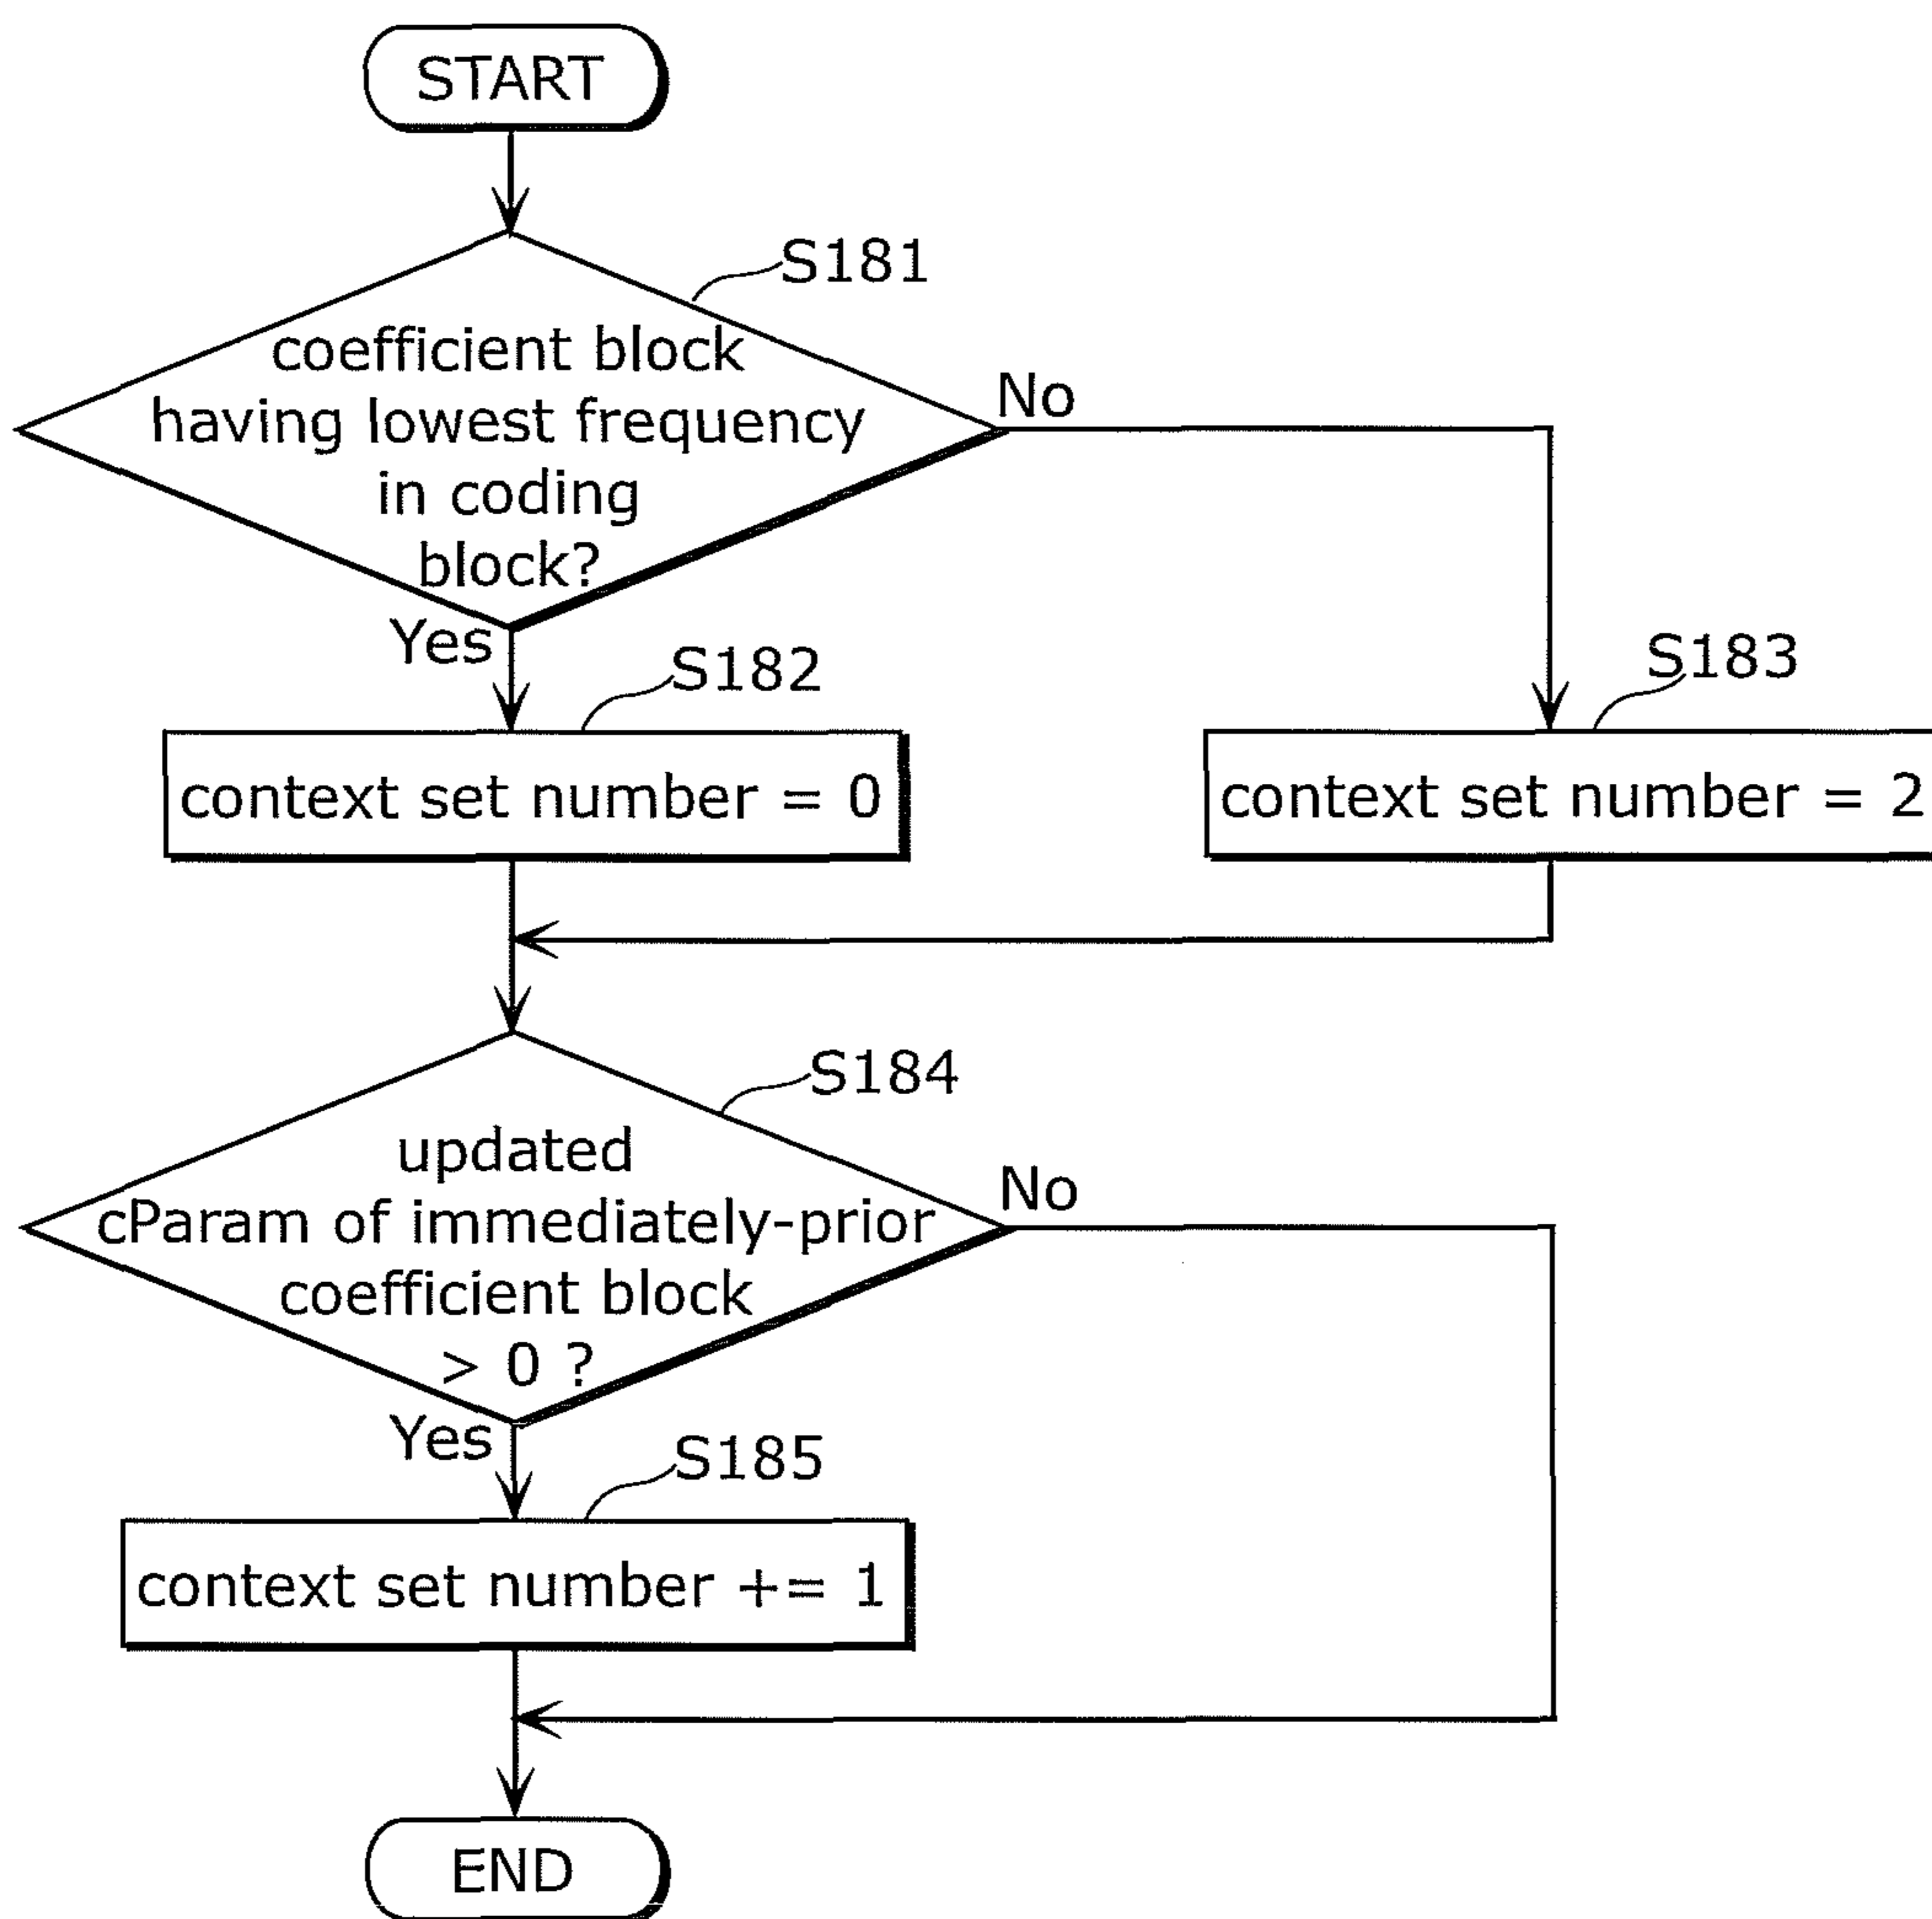 START
S181
coefficient block
having lowest frequency
in coding
block?
No
Yes
S182
S183
context set number = 0
context set number = 2
S184
updated
cParam of immediately-prior
coefficient block
> 0 ?
No
Yes
S185
context set number += 1
END